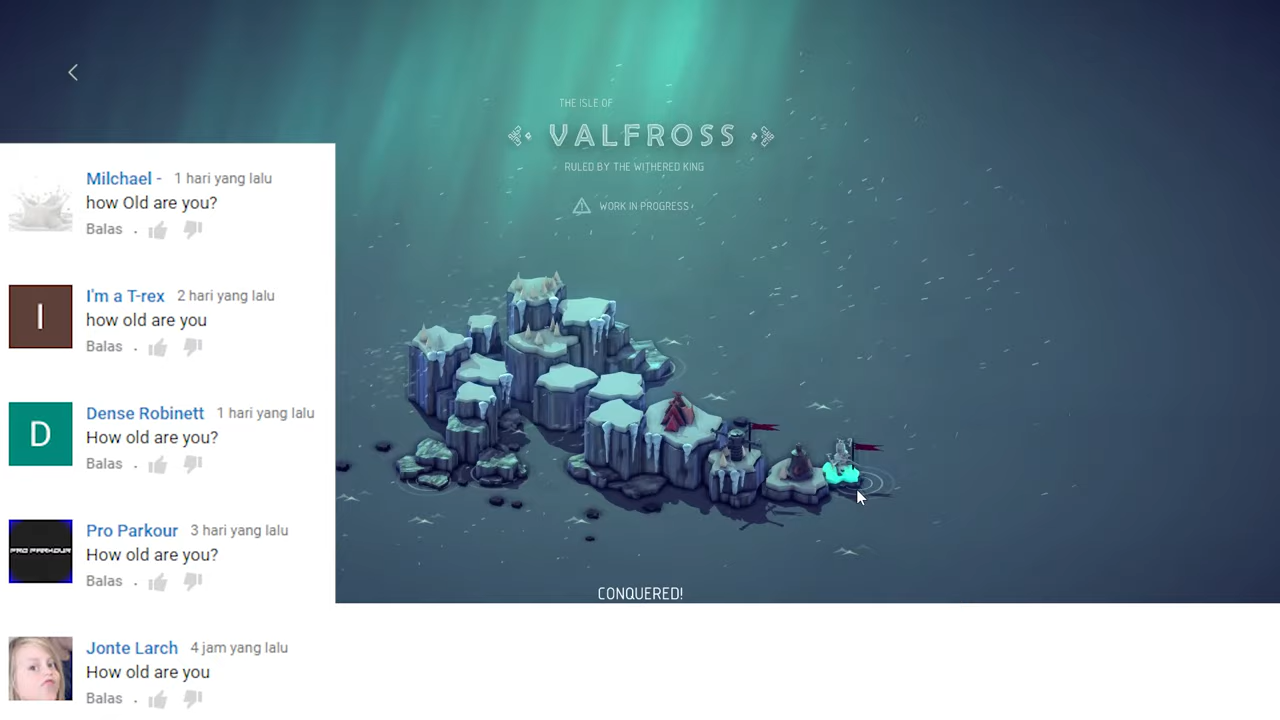 THE ISLE OF
VALFROSS
RULED BY THE WITHERED KING
WORK IN PROGRESS
CONQUERED!
Milchael - 1 hari yang lalu
how Old are you?
Balas .
I
I'm a T-rex 2 hari yang lalu
how old are you
Balas .
D
Dense Robinett 1 hari yang lalu
How old are you?
Balas .
PRO PARKOUR
Pro Parkour 3 hari yang lalu
How old are you?
Balas .
Jonte Larch 4 jam yang lalu
How old are you
Balas .